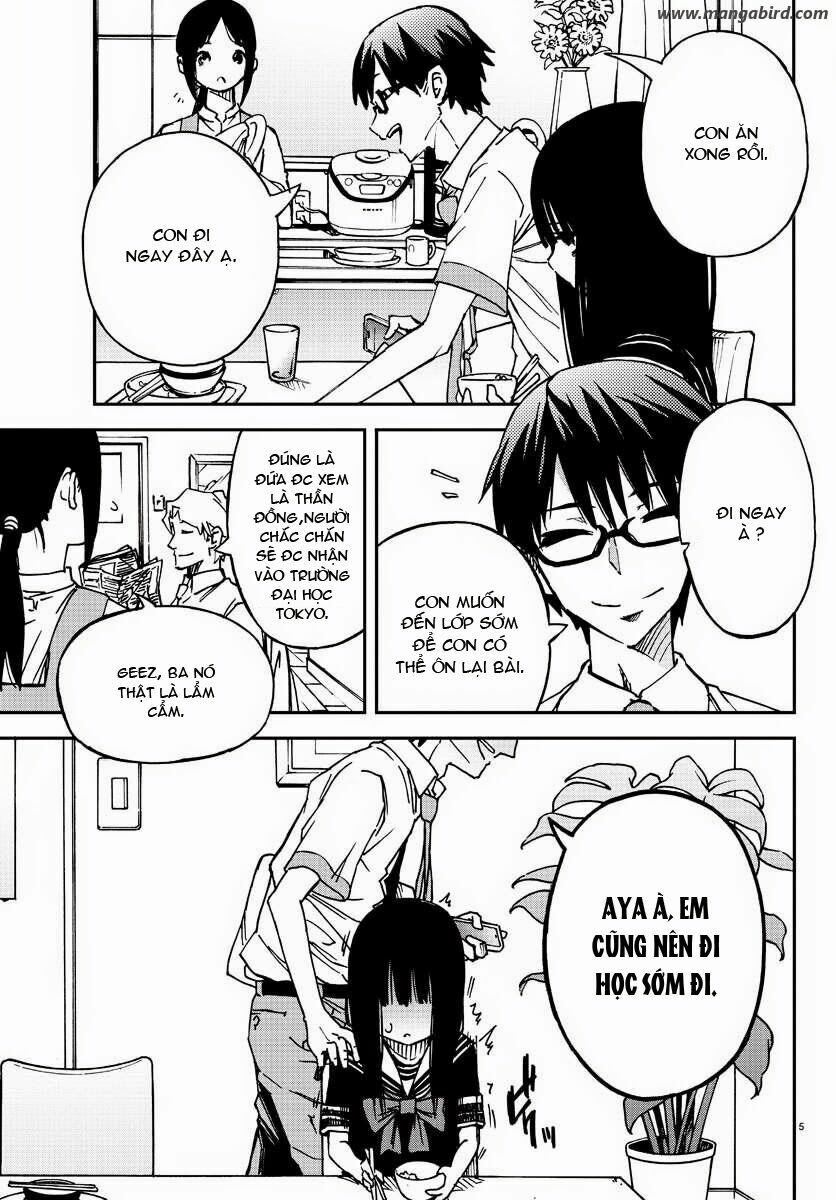 www.mangabird.com
CON ĂN
XONG RỒI.
CON ĐI
NGAY ĐÂY Ạ.
ĐI NGAY
À ?
CON MUỐN
ĐẾN LỚP SỚM
ĐỂ CON CÓ
THỂ ÔN LẠI BÀI.
ĐÚNG LÀ
ĐỨA ĐC XEM
LÀ THẦN
ĐỒNG,NGƯỜI
CHẮC CHẮN
SẼ ĐC NHẬN
VÀO TRƯỜNG
ĐẠI HỌC
TOKYO.
GEEZ, BA NÓ
THẬT LÀ LẨM
CẨM.
AYA À, EM
CŨNG NÊN ĐI
HỌC SỚM ĐI.
5